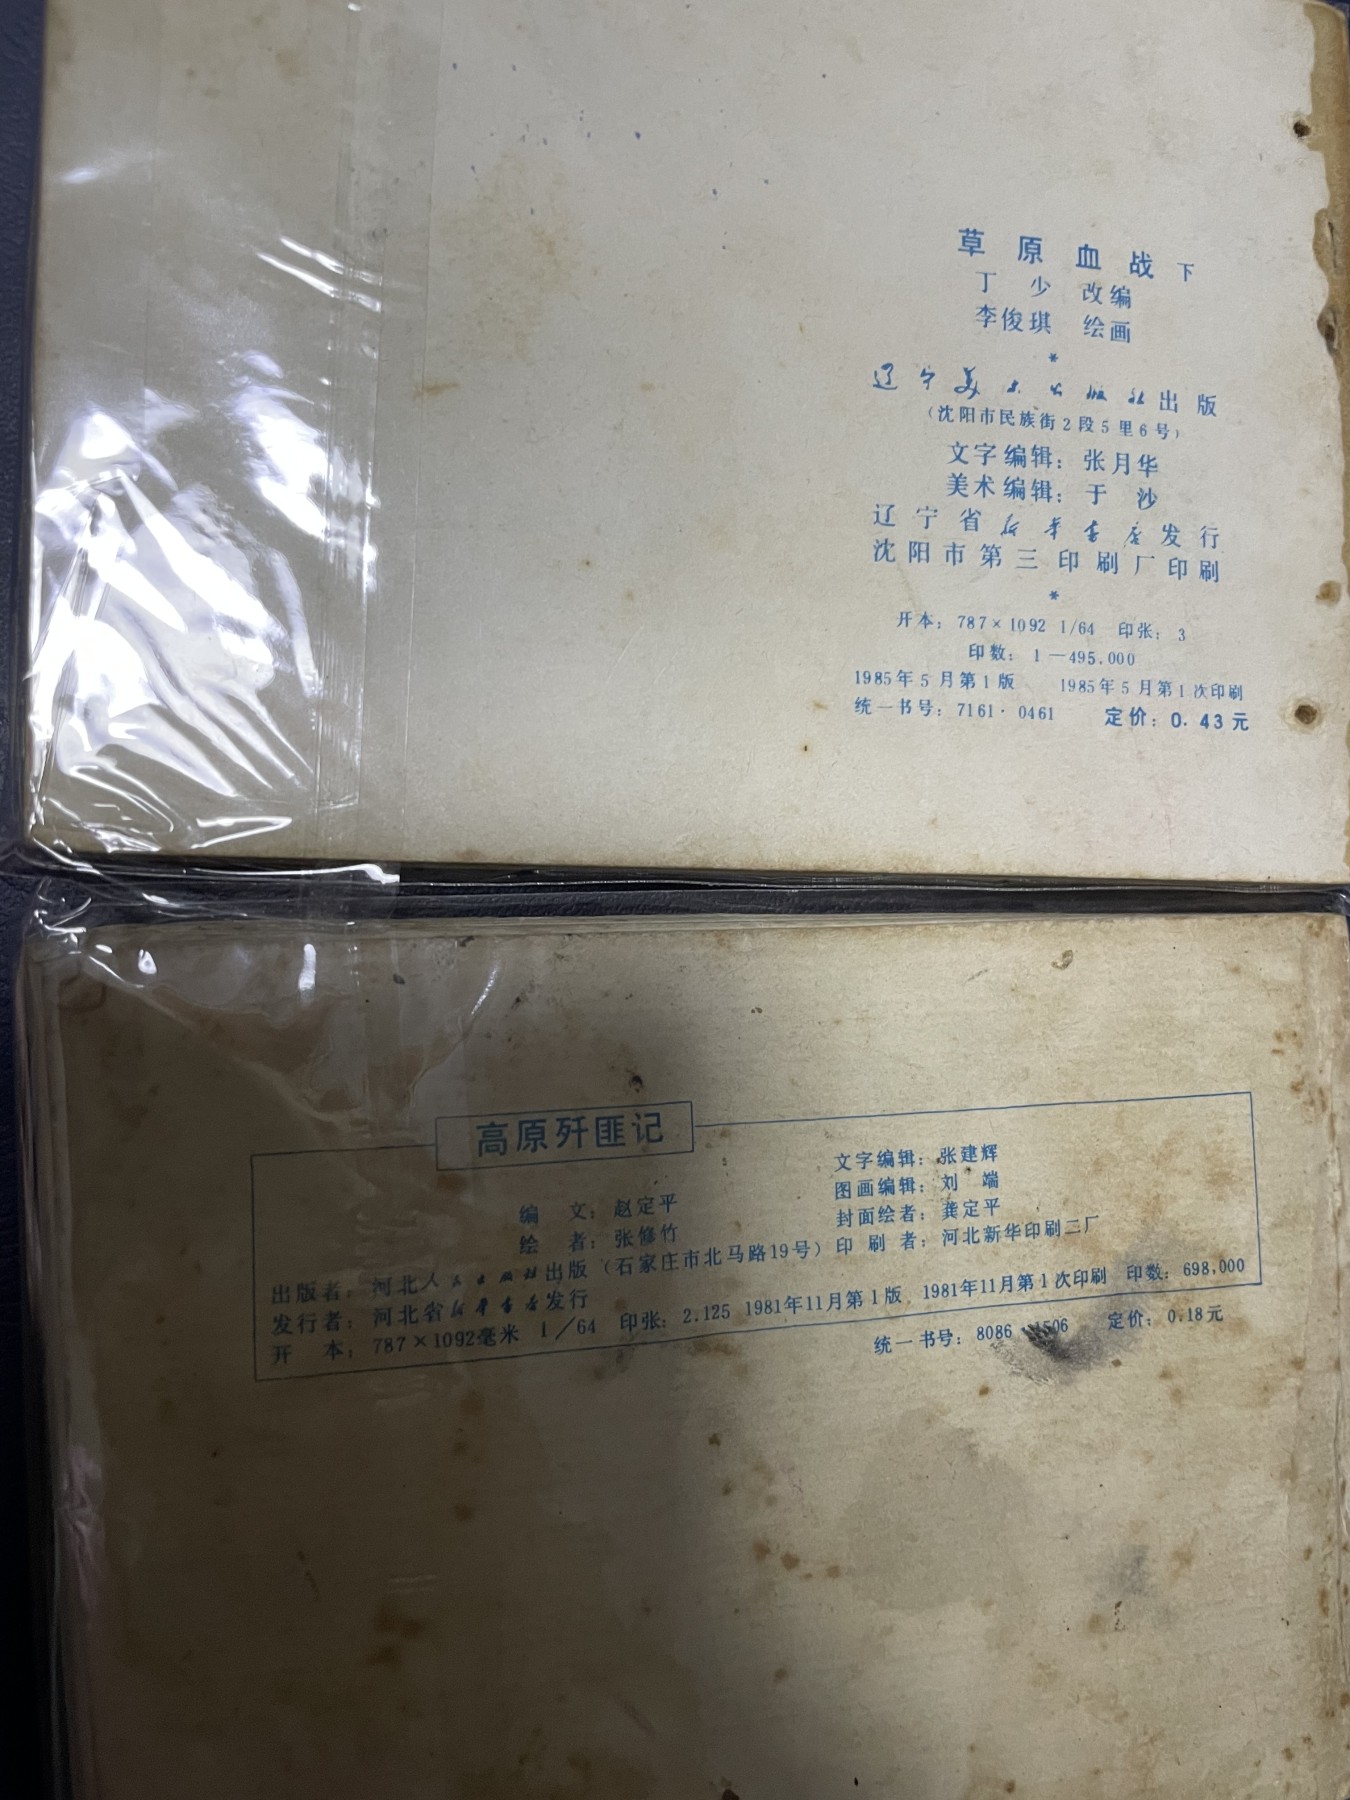 草原血战 下
丁少 改编
李俊琪 绘画
*
辽宁美术出版社出版
（沈阳市民族街2段5里6号）
文字编辑：张月华
美术编辑：于 沙
辽宁省新华书店发行
沈阳市第三印刷厂印刷
*
开本：787×1092 1/64 印张：3
印数：1—495,000
1985年5月第1版 1985年5月第1次印刷
统一书号：7161·0461 定价：0.43元
高原歼匪记
编 文：赵定平
绘 者：张修竹
文字编辑：张建辉
图画编辑：刘 端
封面绘者：龚定平
出版者：河北人民出版社出版（石家庄市北马路19号）印刷者：河北新华印刷二厂
发行者：河北省新华书店发行
开 本：787×1092毫米 1/64 印张：2.125 1981年11月第1版 1981年11月第1次印刷 印数：698,000
统一书号：8086·1506 定价：0.18元